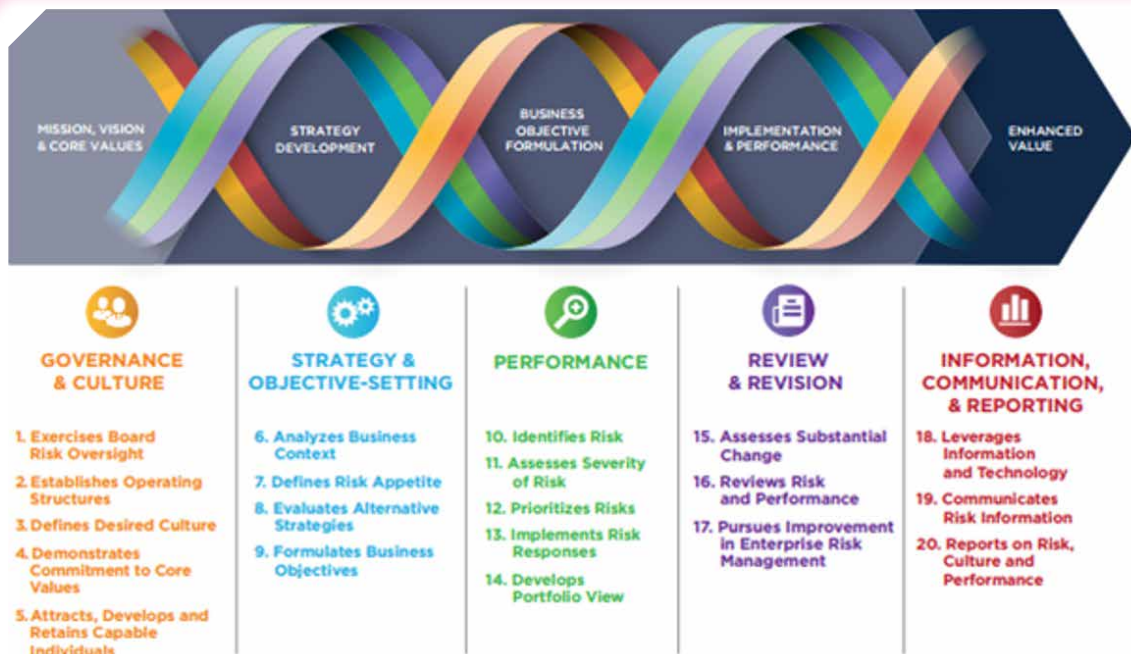 MISSION, VISION
& CORE VALUES
STRATEGY
DEVELOPMENT
BUSINESS
OBJECTIVE
FORMULATION
IMPLEMENTATION
& PERFORMANCE
ENHANCED
VALUE
GOVERNANCE
& CULTURE
1. Exercises Board
Risk Oversight
2. Establishes Operating
Structures
3. Defines Desired Culture
4. Demonstrates
Commitment to Core
Values
5. Attracts, Develops and
Retains Capable
Individuals
STRATEGY &
OBJECTIVE-SETTING
6. Analyzes Business
Context
7. Defines Risk Appetite
8. Evaluates Alternative
Strategies
9. Formulates Business
Objectives
PERFORMANCE
10. Identifies Risk
11. Assesses Severity
of Risk
12. Prioritizes Risks
13. Implements Risk
Responses
14. Develops
Portfolio View
REVIEW
& REVISION
15. Assesses Substantial
Change
16. Reviews Risk
and Performance
17. Pursues Improvement
in Enterprise Risk
Management
INFORMATION,
COMMUNICATION,
& REPORTING
18. Leverages
Information
and Technology
19. Communicates
Risk Information
20. Reports on Risk,
Culture and
Performance